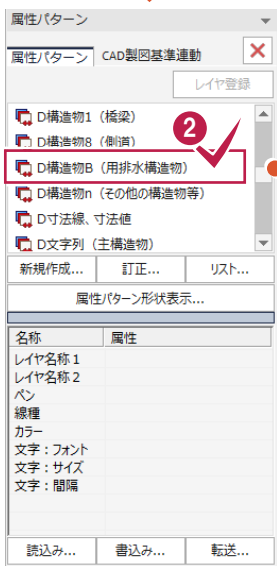 属性パターン
属性パターン CAD製図基準連動
レイヤ登録
D構造物1（橋梁）
D構造物8（側道）
2
D構造物B（用排水構造物）
D構造物n（その他の構造物等）
D寸法線、寸法値
D文字列（主構造物）
新規作成... 訂正... リスト...
属性パターン形状表示...
名称 属性
レイヤ名称1
レイヤ名称2
ペン
線種
カラー
文字：フォント
文字：サイズ
文字：間隔
読込み... 書込み... 転送...